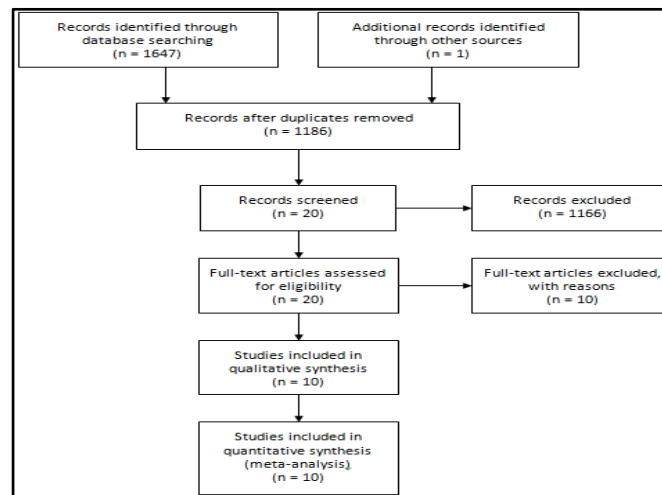 Records identified through
database searching
(n = 1647)
Additional records identified
through other sources
(n = 1)
Records after duplicates removed
(n = 1186)
Records screened
(n = 20)
Records excluded
(n = 1166)
Full-text articles assessed
for eligibility
(n = 20)
Full-text articles excluded,
with reasons
(n = 10)
Studies included in
qualitative synthesis
(n = 10)
Studies included in
quantitative synthesis
(meta-analysis)
(n = 10)